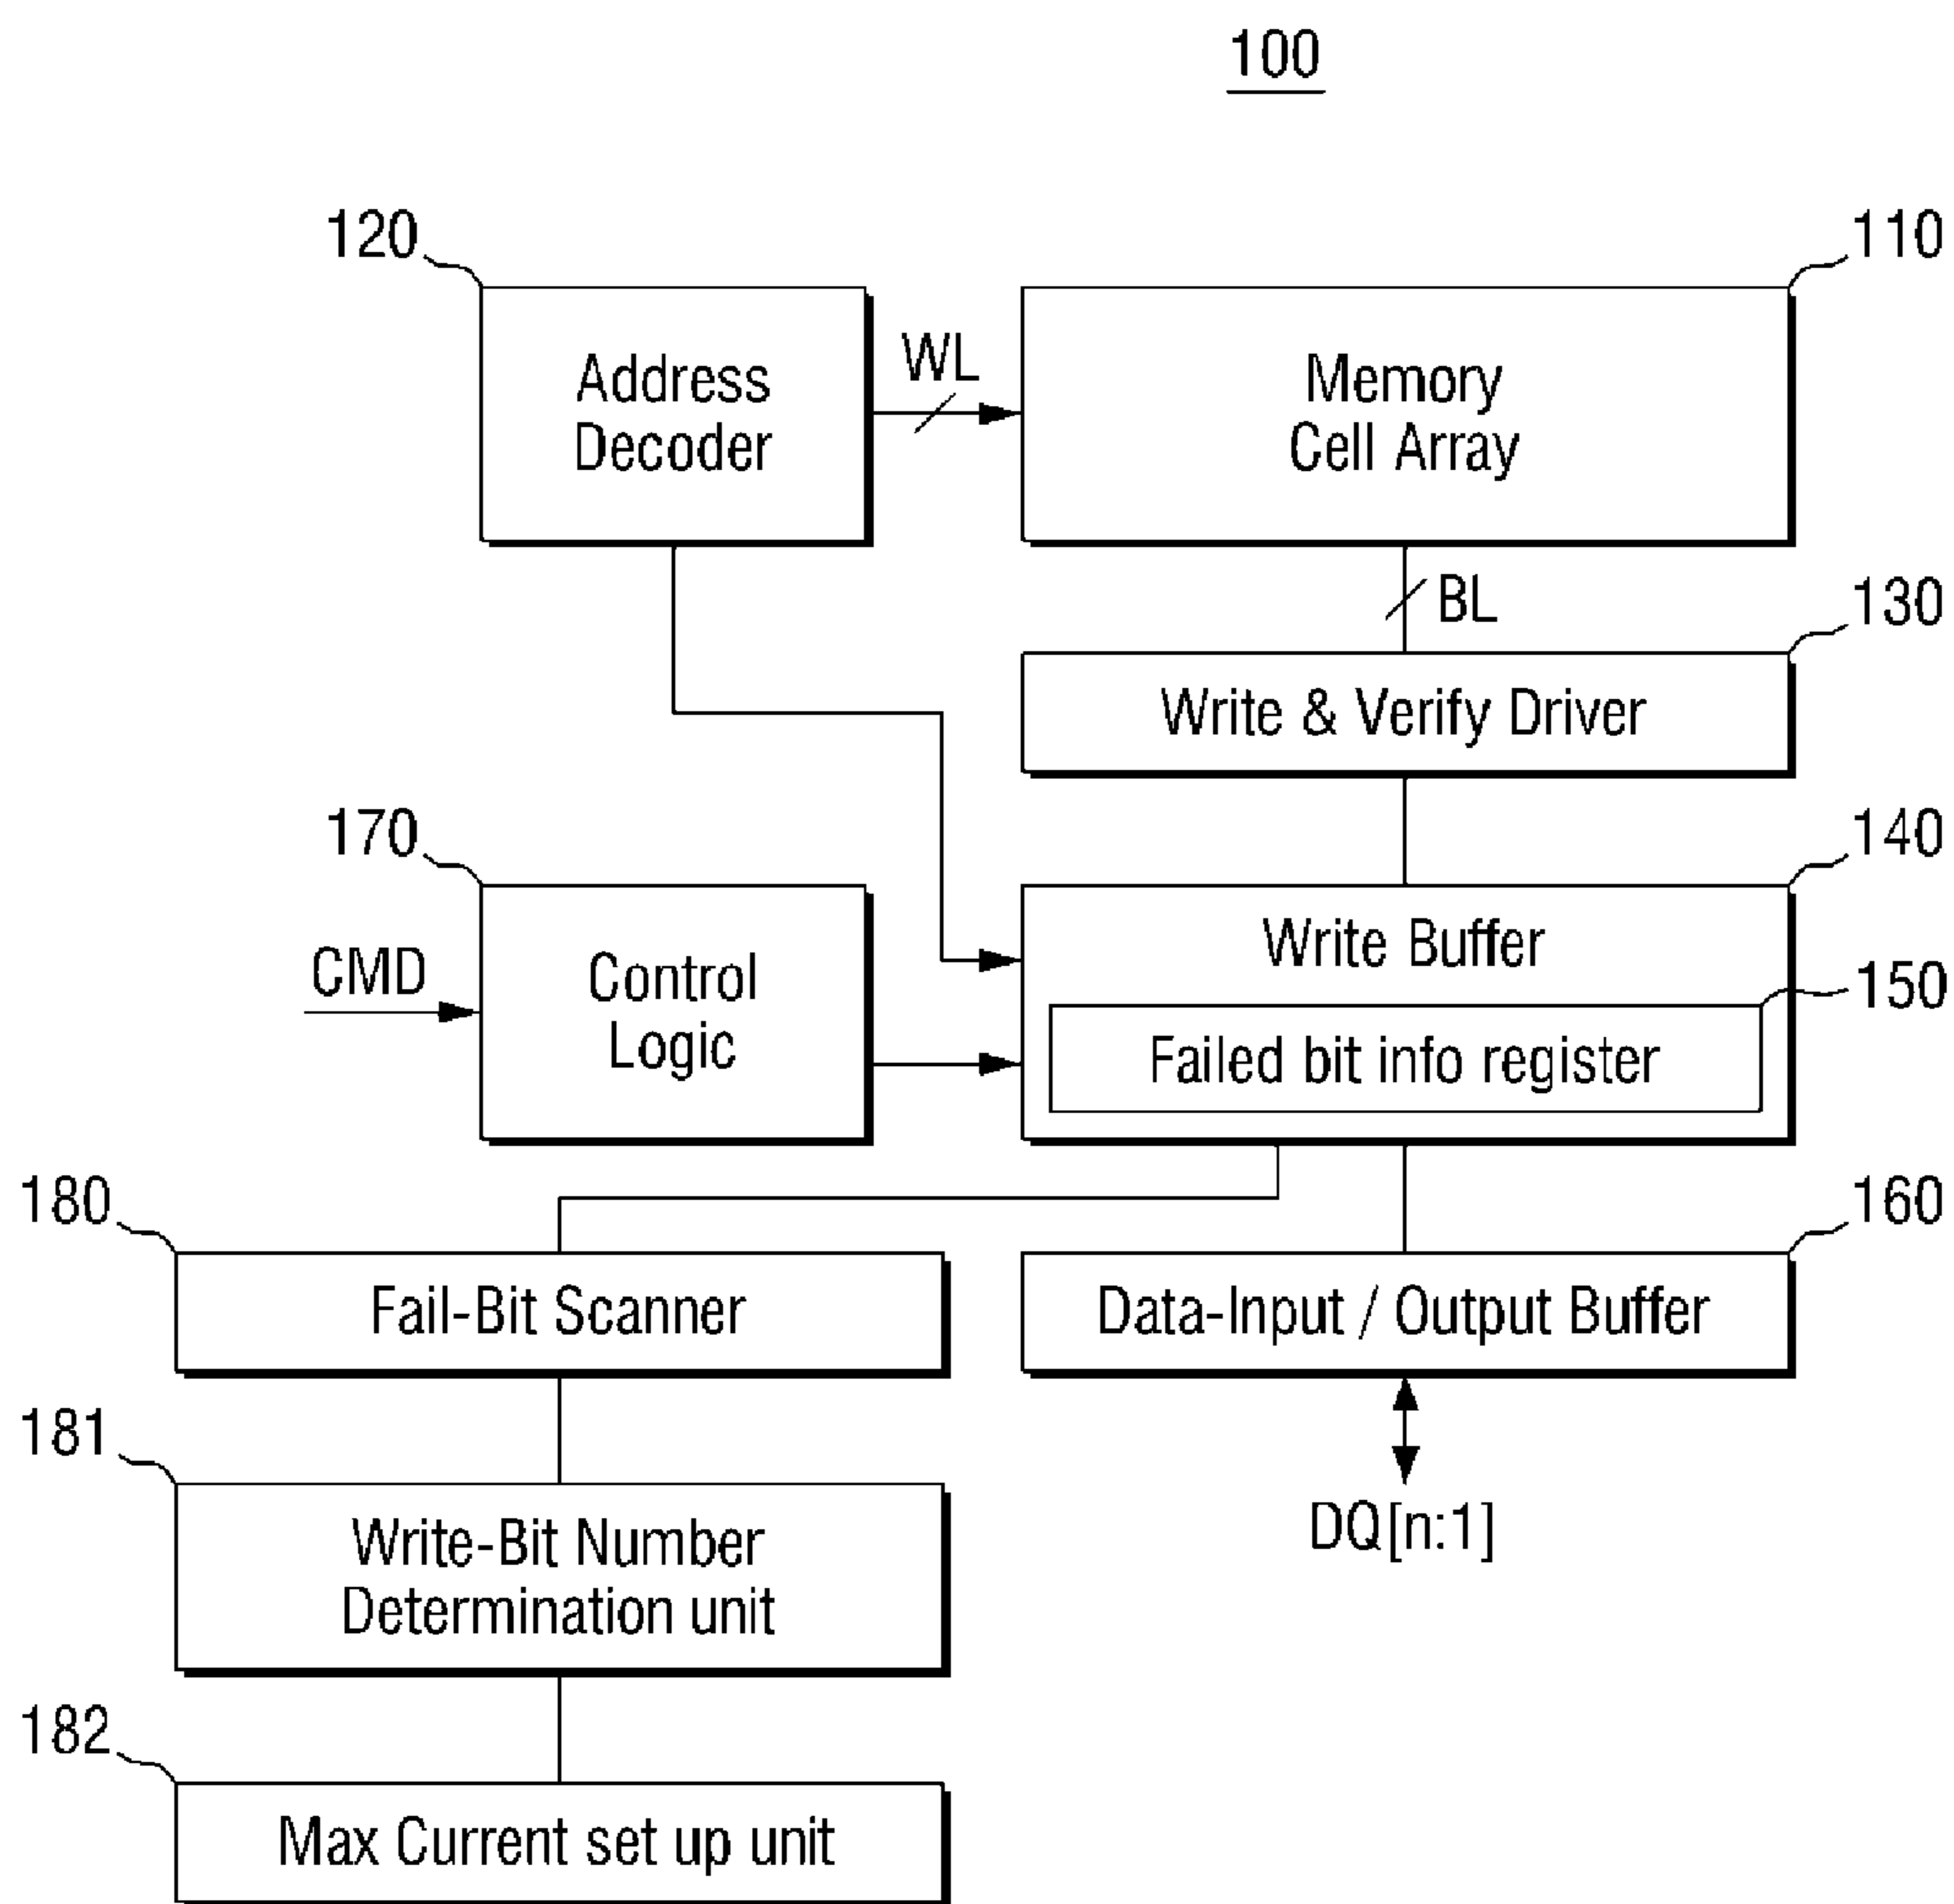 100
120
110
Address
Decoder
WL
Memory
Cell Array
BL
130
Write & Verify Driver
170
140
CMD
Control
Logic
Write Buffer
150
Failed bit info register
180
160
Fail-Bit Scanner
Data-Input / Output Buffer
181
Write-Bit Number
Determination unit
DQ[n:1]
182
Max Current set up unit